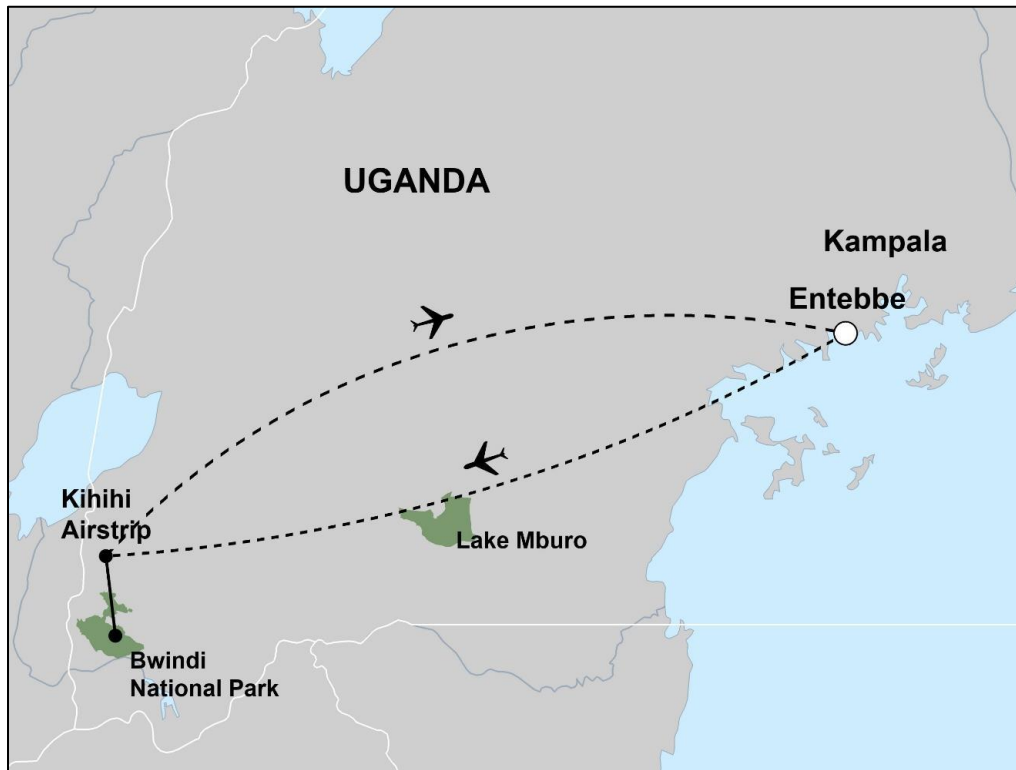 UGANDA
Kampala
Entebbe
Kihihi
Airstrip
Lake Mburo
Bwindi
National Park